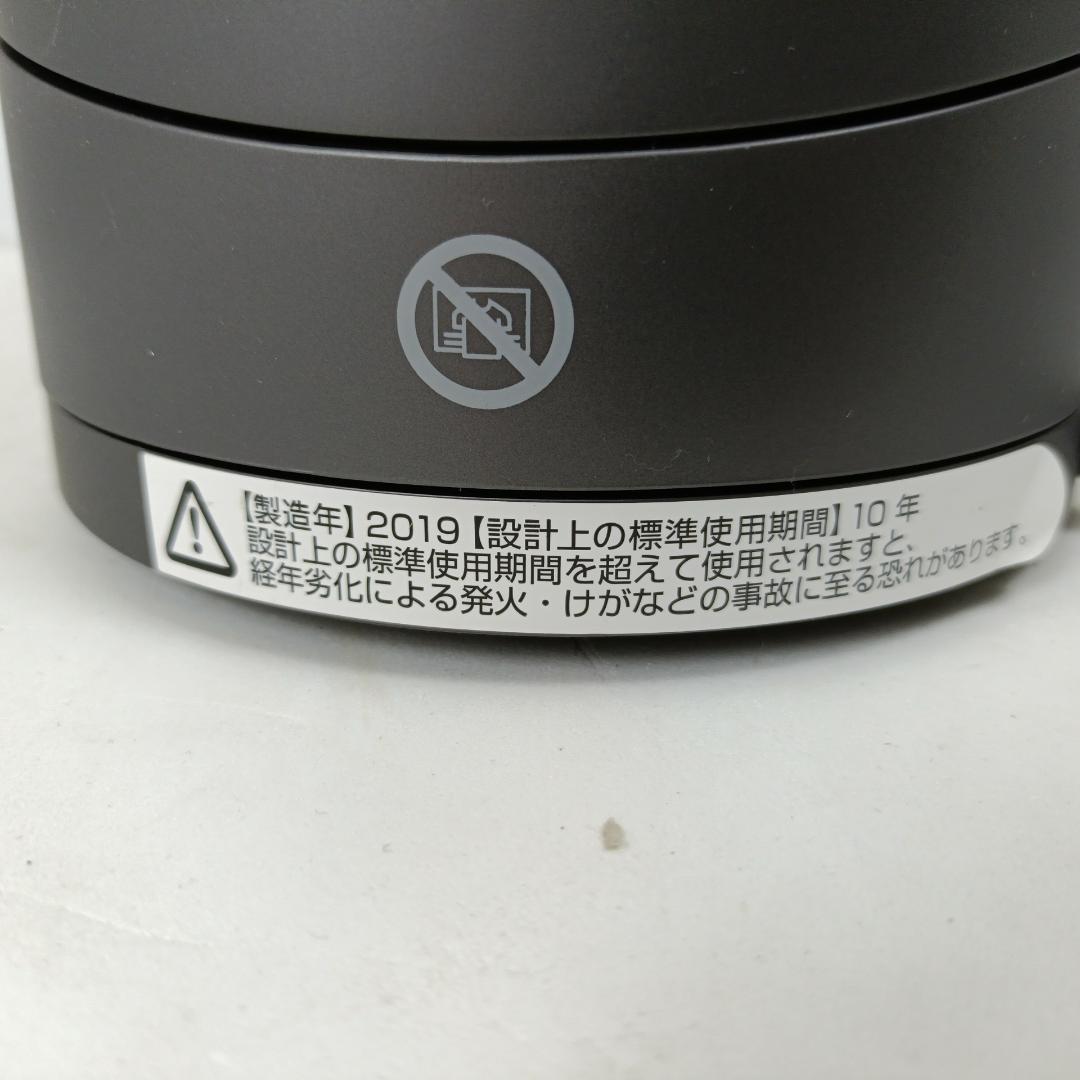 【製造年】2019【設計上の標準使用期間】10年
設計上の標準使用期間を超えて使用されますと、
経年劣化による発火・けがなどの事故に至る恐れがあります。